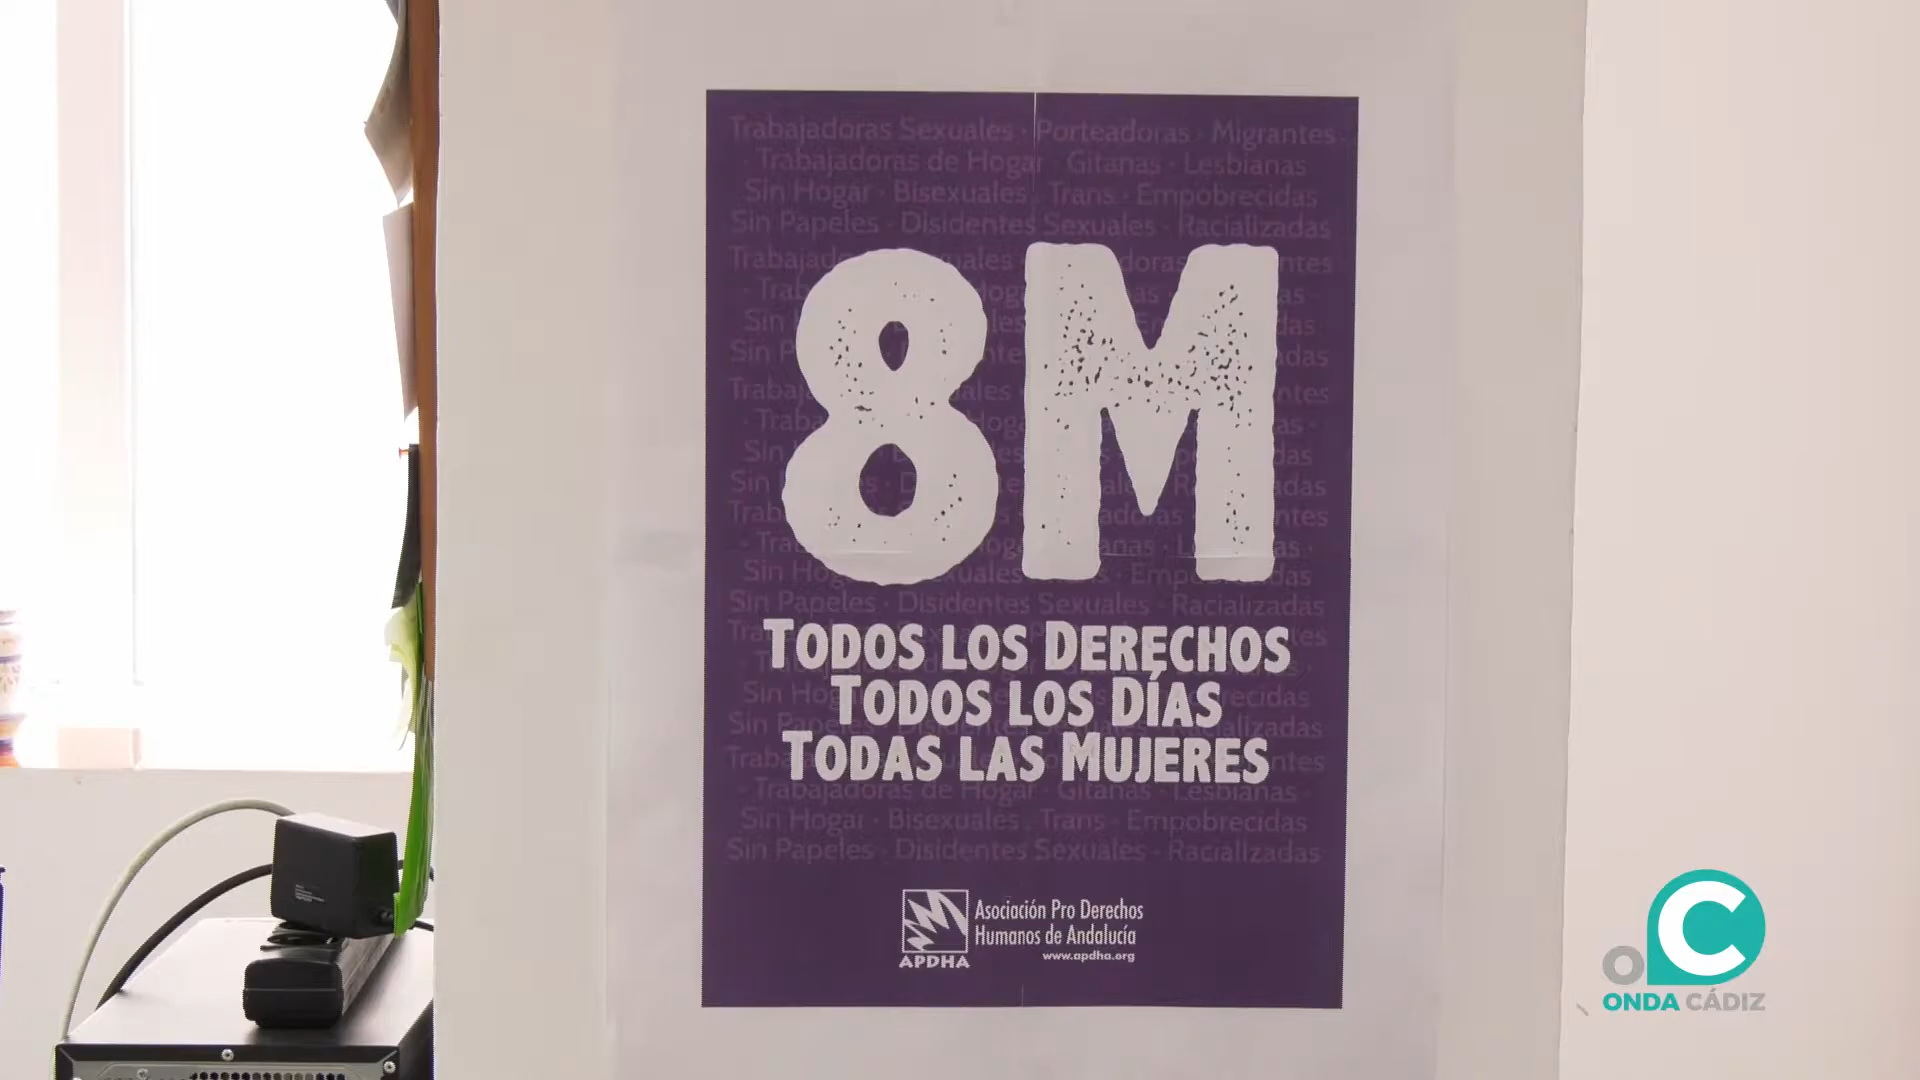 Trabajadoras Sexuales · Porteadoras · Migrantes ·
· Trabajadoras de Hogar · Gitanas · Lesbianas
Sin Hogar · Bisexuales · Trans · Empobrecidas
Sin Papeles · Disidentes Sexuales · Racializadas
8M
Sin Papeles · Disidentes Sexuales · Racializadas
TODOS LOS DERECHOS
TODOS LOS DÍAS
TODAS LAS MUJERES
· Trabajadoras de Hogar · Gitanas · Lesbianas ·
Sin Hogar · Bisexuales · Trans · Empobrecidas
Sin Papeles · Disidentes Sexuales · Racializadas
Asociación Pro Derechos
Humanos de Andalucía
APDHA
www.apdha.org
O C
ONDA CÁDIZ